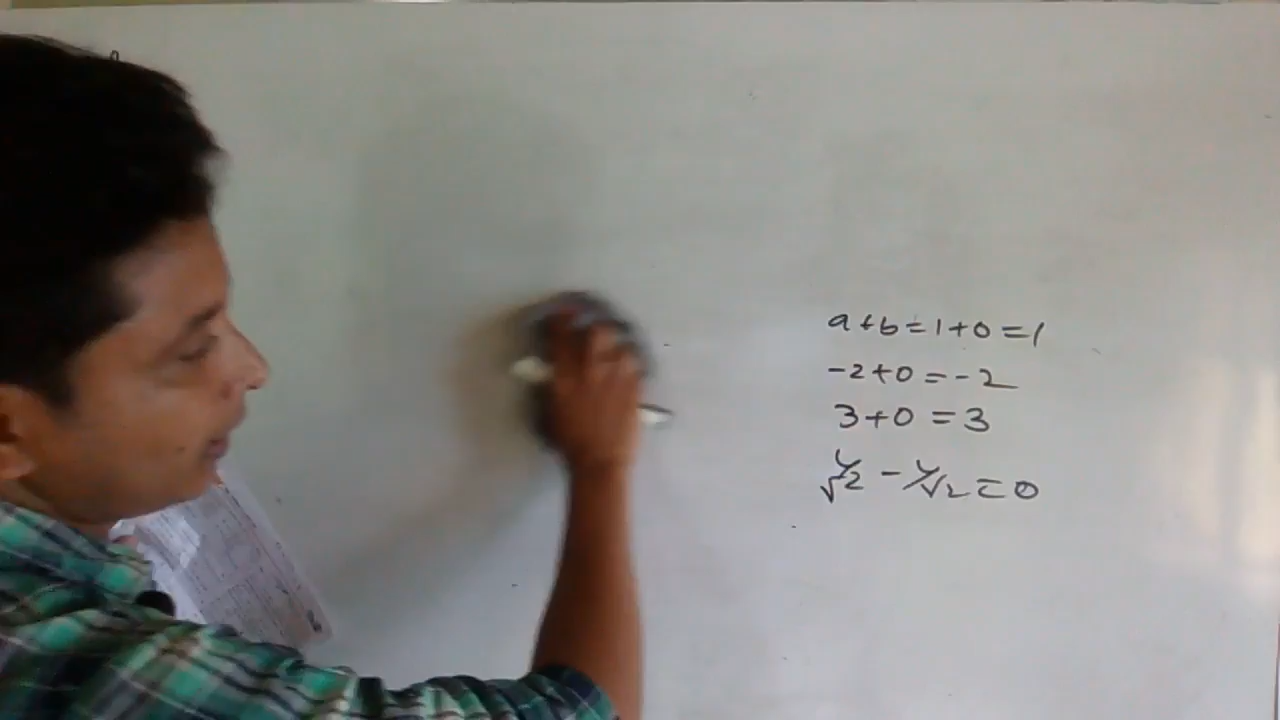 a+b=1+0=1
-2+0=-2
3+0=3
√½ - 1/√2=0